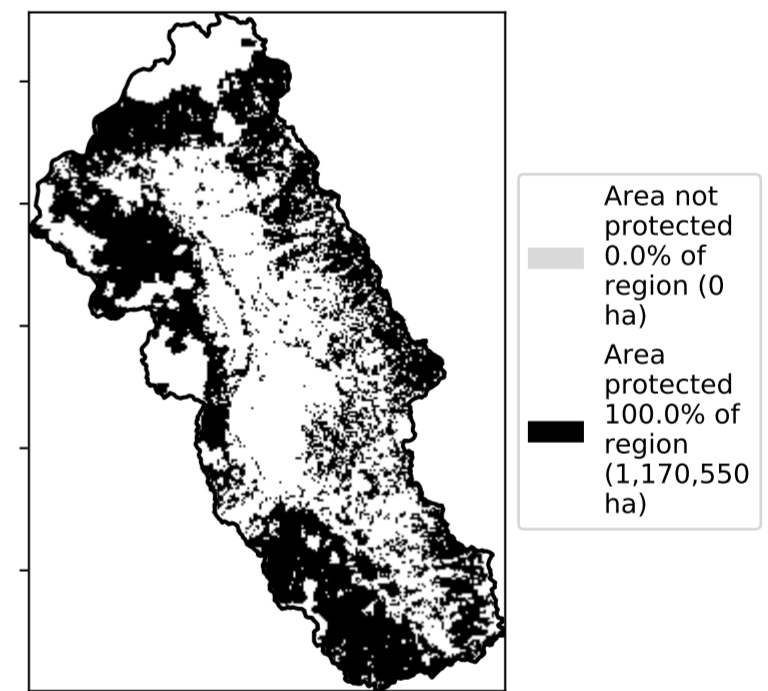 Area not
protected
0.0% of
region (0
ha)
Area
protected
100.0% of
region
(1,170,550
ha)